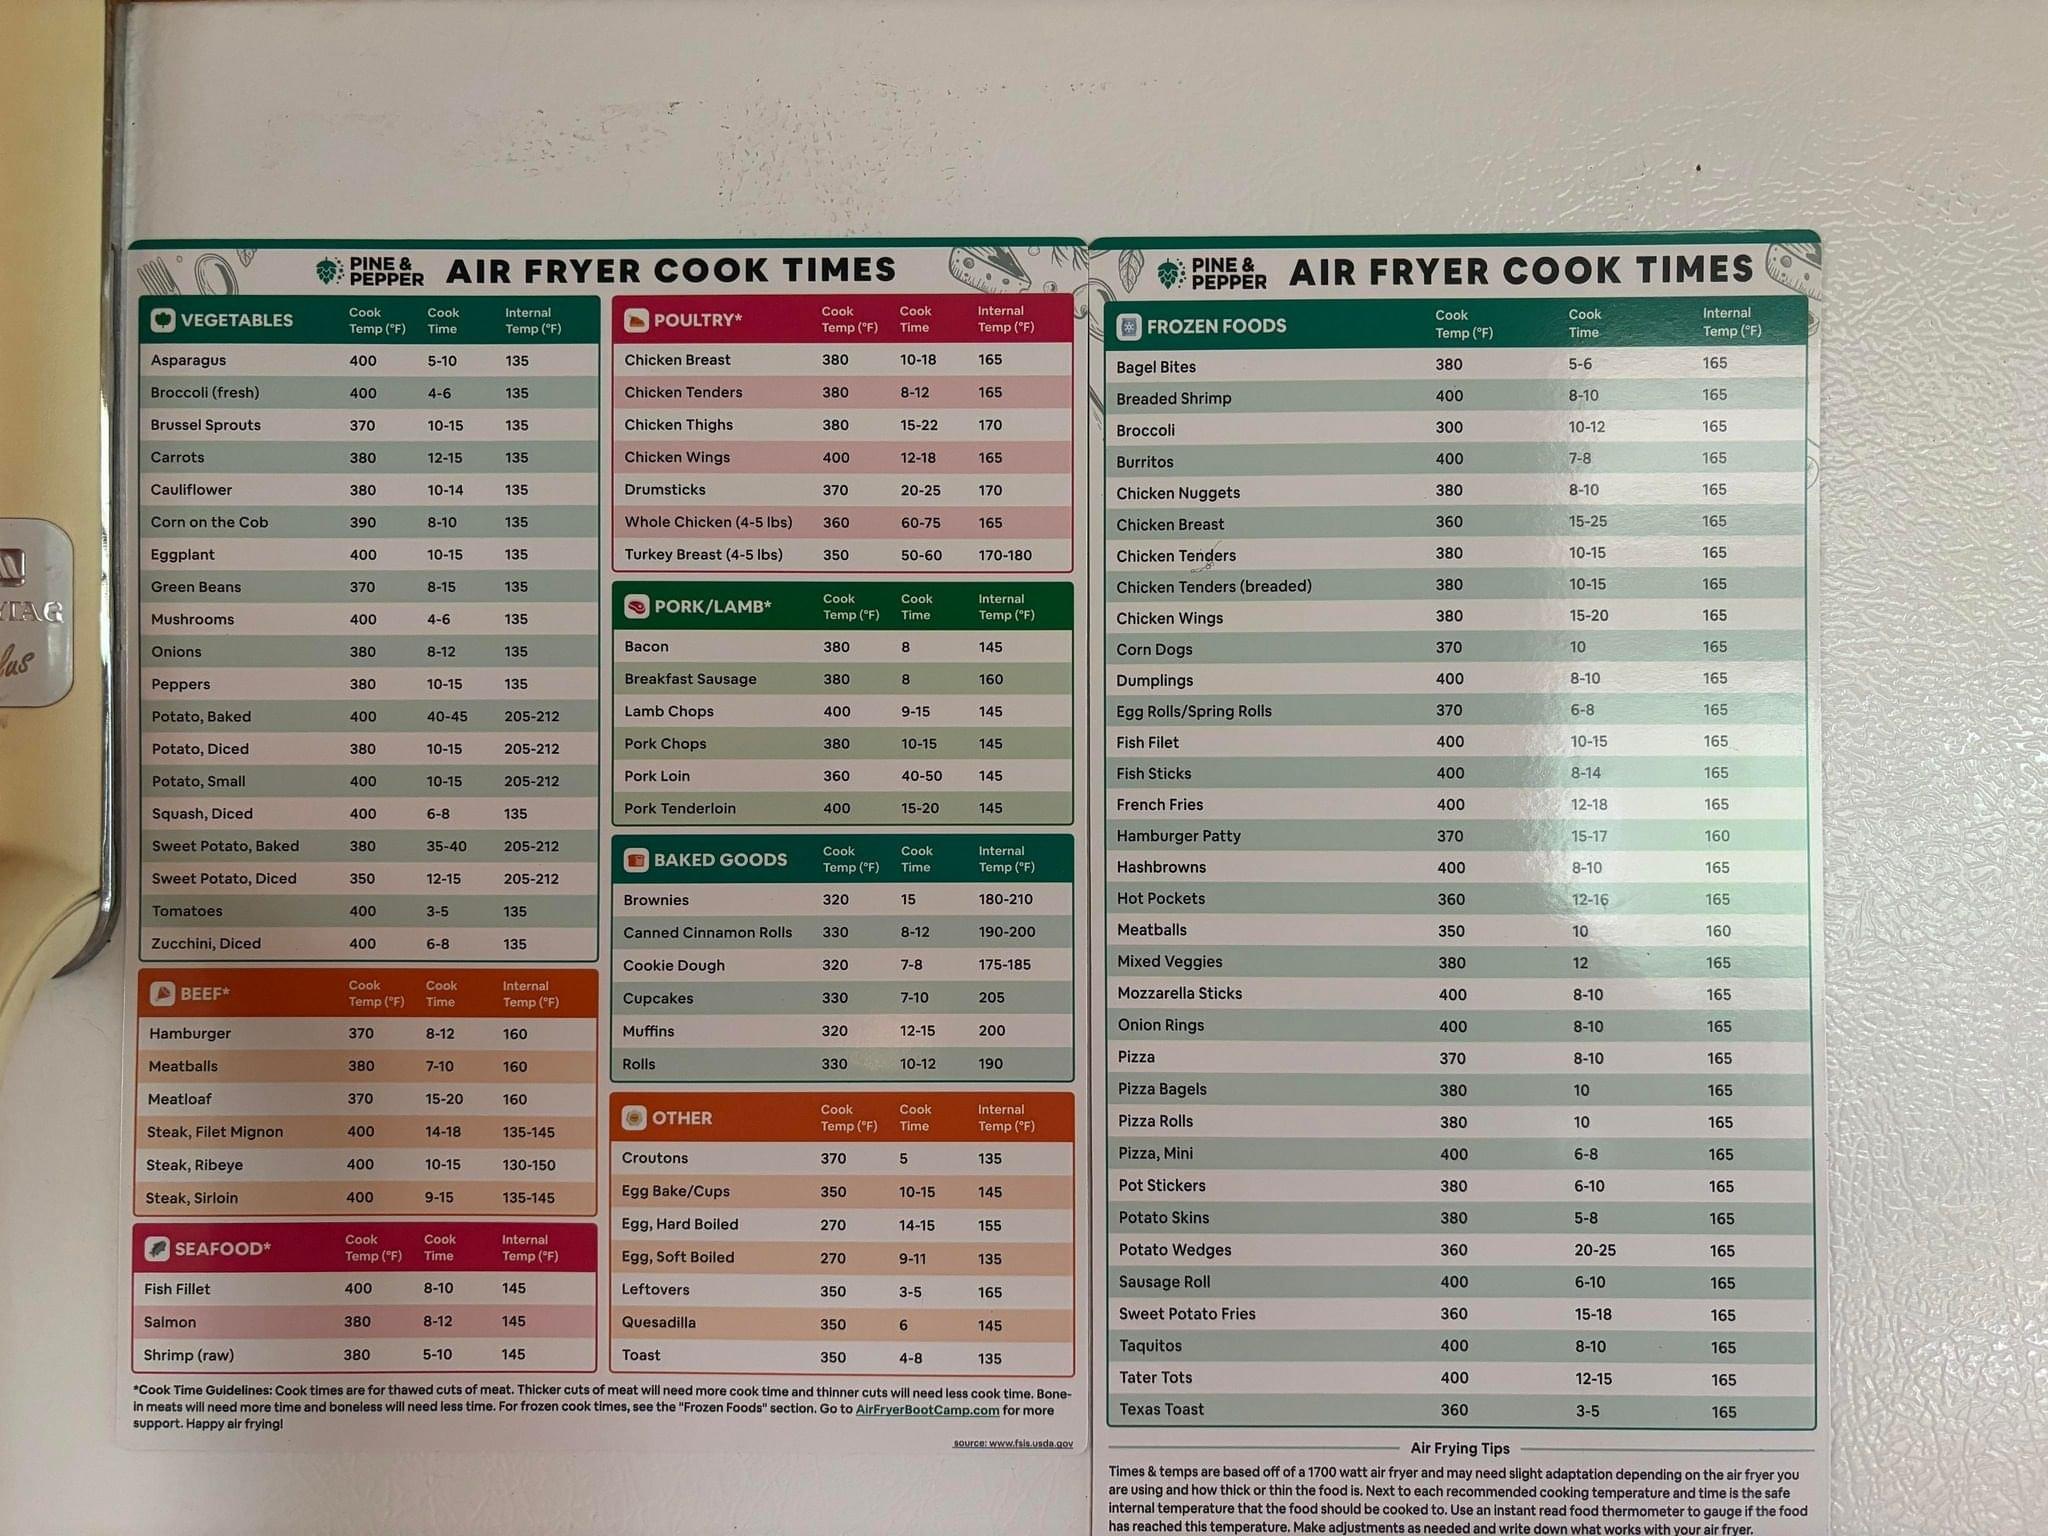 PINE &
PEPPER
AIR FRYER COOK TIMES
VEGETABLES Cook Temp (°F) Cook Time Internal Temp (°F)
Asparagus 400 5-10 135
Broccoli (fresh) 400 4-6 135
Brussel Sprouts 370 10-15 135
Carrots 380 12-15 135
Cauliflower 380 10-14 135
Corn on the Cob 390 8-10 135
Eggplant 400 10-15 135
Green Beans 370 8-15 135
Mushrooms 400 4-6 135
Onions 380 8-12 135
Peppers 380 10-15 135
Potato, Baked 400 40-45 205-212
Potato, Diced 380 10-15 205-212
Potato, Small 400 10-15 205-212
Squash, Diced 400 6-8 135
Sweet Potato, Baked 380 35-40 205-212
Sweet Potato, Diced 350 12-15 205-212
Tomatoes 400 3-5 135
Zucchini, Diced 400 6-8 135
BEEF* Cook Temp (°F) Cook Time Internal Temp (°F)
Hamburger 370 8-12 160
Meatballs 380 7-10 160
Meatloaf 370 15-20 160
Steak, Filet Mignon 400 14-18 135-145
Steak, Ribeye 400 10-15 130-150
Steak, Sirloin 400 9-15 135-145
SEAFOOD* Cook Temp (°F) Cook Time Internal Temp (°F)
Fish Fillet 400 8-10 145
Salmon 380 8-12 145
Shrimp (raw) 380 5-10 145
POULTRY* Cook Temp (°F) Cook Time Internal Temp (°F)
Chicken Breast 380 10-18 165
Chicken Tenders 380 8-12 165
Chicken Thighs 380 15-22 170
Chicken Wings 400 12-18 165
Drumsticks 370 20-25 170
Whole Chicken (4-5 lbs) 360 60-75 165
Turkey Breast (4-5 lbs) 350 50-60 170-180
PORK/LAMB* Cook Temp (°F) Cook Time Internal Temp (°F)
Bacon 380 8 145
Breakfast Sausage 380 8 160
Lamb Chops 400 9-15 145
Pork Chops 380 10-15 145
Pork Loin 360 40-50 145
Pork Tenderloin 400 15-20 145
BAKED GOODS Cook Temp (°F) Cook Time Internal Temp (°F)
Brownies 320 15 180-210
Canned Cinnamon Rolls 330 8-12 190-200
Cookie Dough 320 7-8 175-185
Cupcakes 330 7-10 205
Muffins 320 12-15 200
Rolls 330 10-12 190
OTHER Cook Temp (°F) Cook Time Internal Temp (°F)
Croutons 370 5 135
Egg Bake/Cups 350 10-15 145
Egg, Hard Boiled 270 14-15 155
Egg, Soft Boiled 270 9-11 135
Leftovers 350 3-5 165
Quesadilla 350 6 145
Toast 350 4-8 135
*Cook Time Guidelines: Cook times are for thawed cuts of meat. Thicker cuts of meat will need more cook time and thinner cuts will need less cook time. Bone-
in meats will need more time and boneless will need less time. For frozen cook times, see the "Frozen Foods" section. Go to AirFryerBootCamp.com for more
support. Happy air frying!
source: www.fsis.usda.gov
PINE &
PEPPER
AIR FRYER COOK TIMES
FROZEN FOODS Cook Temp (°F) Cook Time Internal Temp (°F)
Bagel Bites 380 5-6 165
Breaded Shrimp 400 8-10 165
Broccoli 300 10-12 165
Burritos 400 7-8 165
Chicken Nuggets 380 8-10 165
Chicken Breast 360 15-25 165
Chicken Tenders 380 10-15 165
Chicken Tenders (breaded) 380 10-15 165
Chicken Wings 380 15-20 165
Corn Dogs 370 10 165
Dumplings 400 8-10 165
Egg Rolls/Spring Rolls 370 6-8 165
Fish Filet 400 10-15 165
Fish Sticks 400 8-14 165
French Fries 400 12-18 165
Hamburger Patty 370 15-17 160
Hashbrowns 400 8-10 165
Hot Pockets 360 12-16 165
Meatballs 350 10 160
Mixed Veggies 380 12 165
Mozzarella Sticks 400 8-10 165
Onion Rings 400 8-10 165
Pizza 370 8-10 165
Pizza Bagels 380 10 165
Pizza Rolls 380 10 165
Pizza, Mini 400 6-8 165
Pot Stickers 380 6-10 165
Potato Skins 380 5-8 165
Potato Wedges 360 20-25 165
Sausage Roll 400 6-10 165
Sweet Potato Fries 360 15-18 165
Taquitos 400 8-10 165
Tater Tots 400 12-15 165
Texas Toast 360 3-5 165
Air Frying Tips
Times & temps are based off of a 1700 watt air fryer and may need slight adaptation depending on the air fryer you
are using and how thick or thin the food is. Next to each recommended cooking temperature and time is the safe
internal temperature that the food should be cooked to. Use an instant read food thermometer to gauge if the food
has reached this temperature. Make adjustments as needed and write down what works with your air fryer.